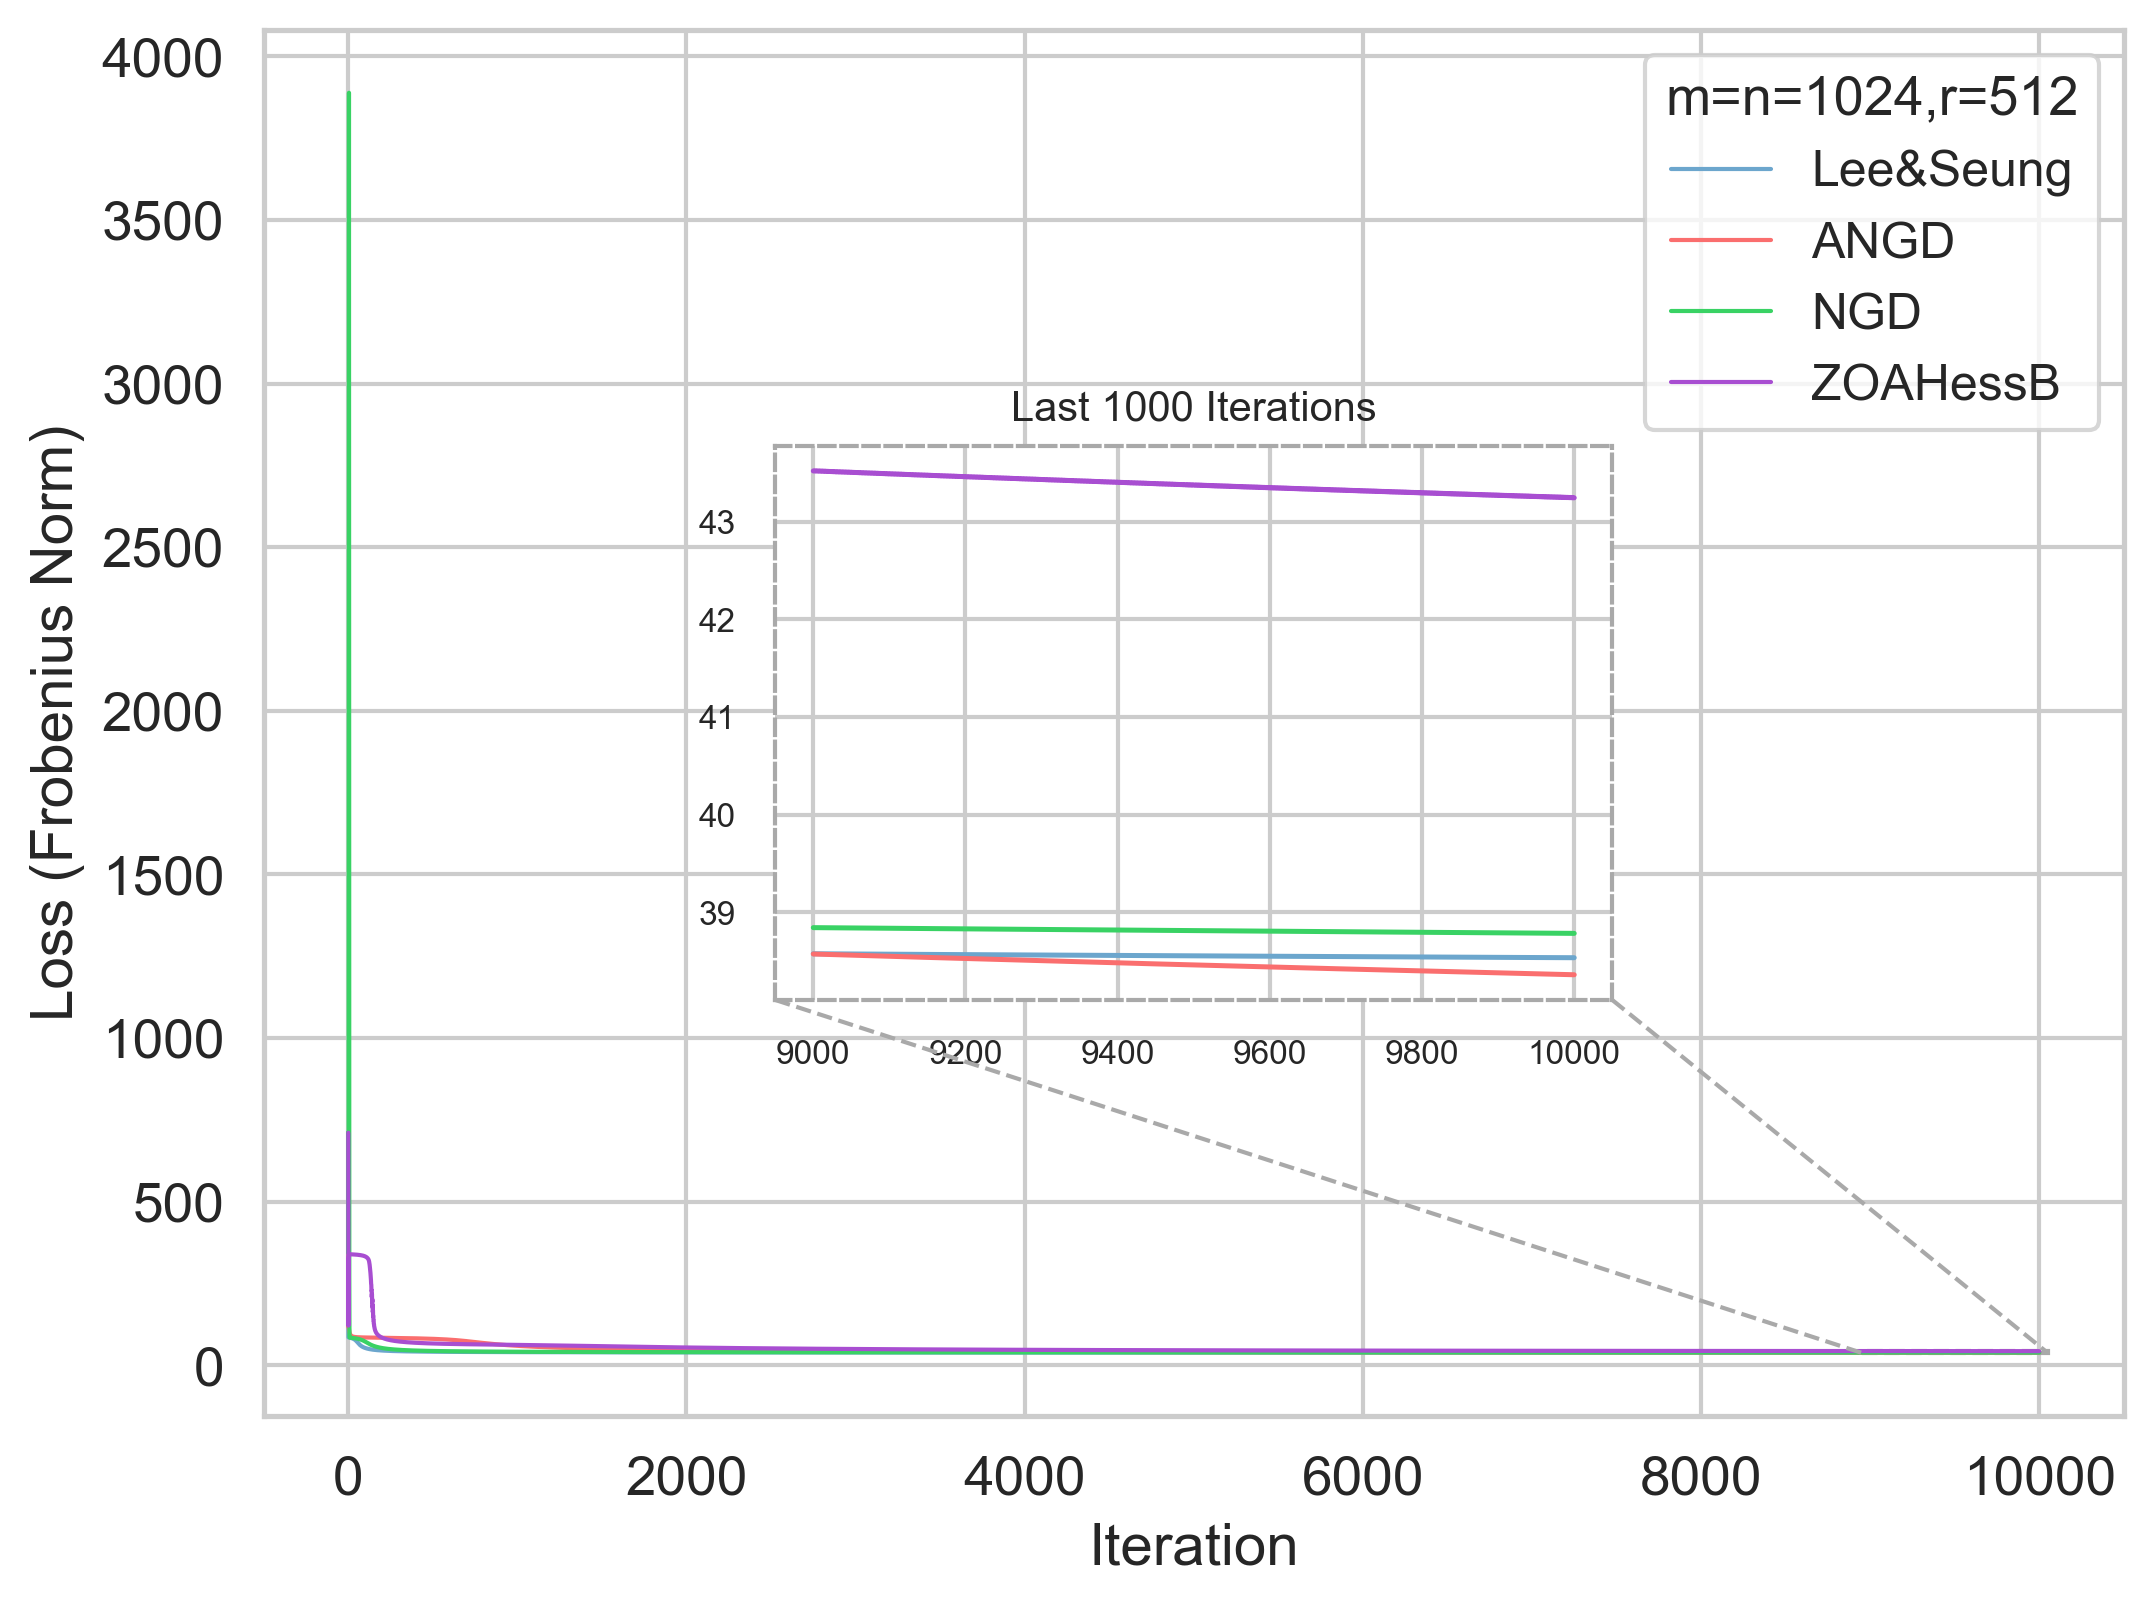 4000
3500
3000
2500
2000
1500
1000
500
0
Loss (Frobenius Norm)
m=n=1024,r=512
Lee&Seung
ANGD
NGD
ZOAHessB
Last 1000 Iterations
43
42
41
40
39
9000 9200 9400 9600 9800 10000
0 2000 4000 6000 8000 10000
Iteration